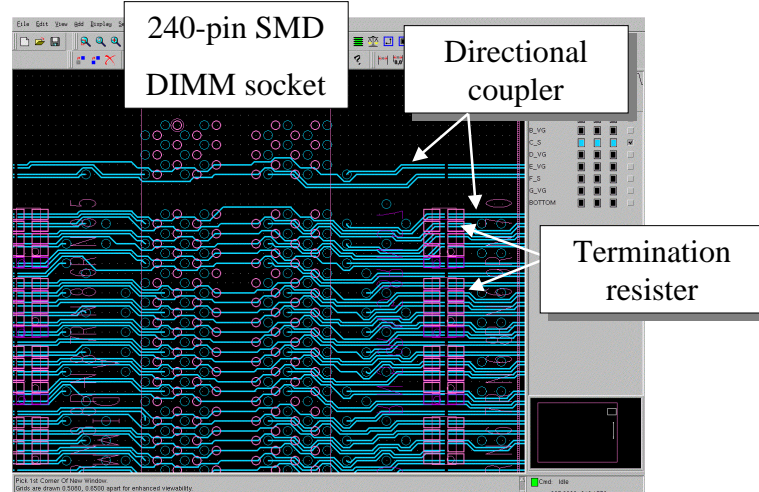 File Edit View Add Display
240-pin SMD
DIMM socket
Directional
coupler
B_VG
C_S
D_VG
E_VG
F_S
G_VG
BOTTOM
Termination
resister
Pick 1st Corner Of New Window.
Grids are drawn 0.5080, 0.6500 apart for enhanced viewability.
Cmd Idle